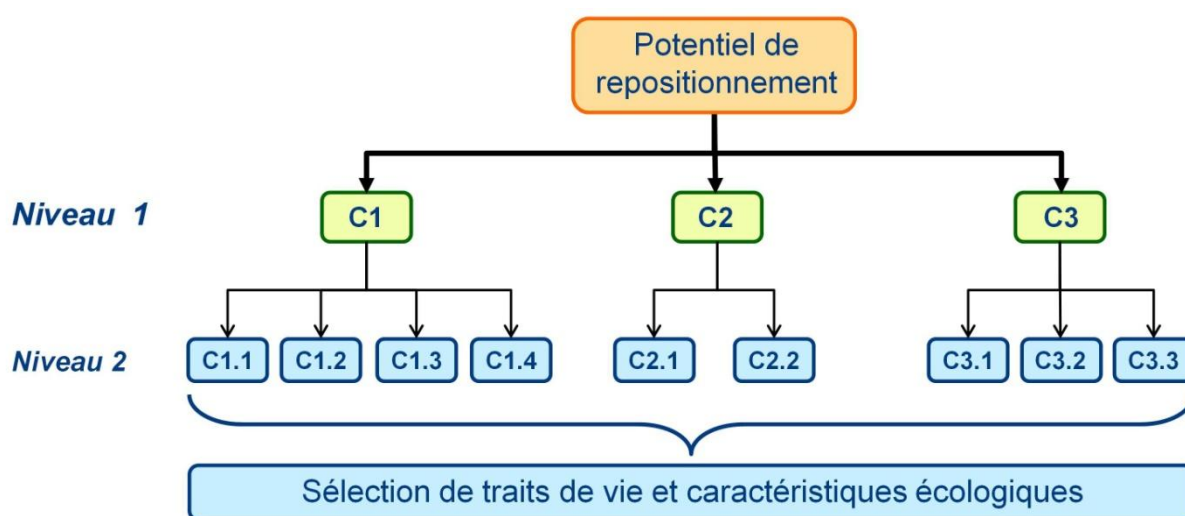 Potentiel de
repositionnement
Niveau 1
C1
C2
C3
Niveau 2
C1.1
C1.2
C1.3
C1.4
C2.1
C2.2
C3.1
C3.2
C3.3
Sélection de traits de vie et caractéristiques écologiques